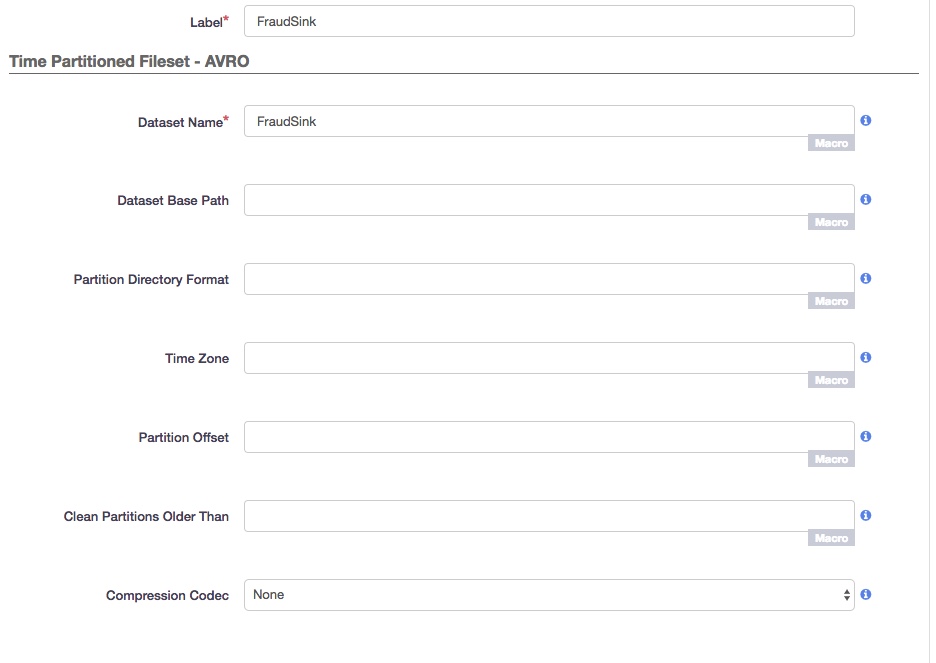 Label* FraudSink
Time Partitioned Fileset - AVRO
Dataset Name* FraudSink
Macro
Dataset Base Path
Macro
Partition Directory Format
Macro
Time Zone
Macro
Partition Offset
Macro
Clean Partitions Older Than
Macro
Compression Codec None